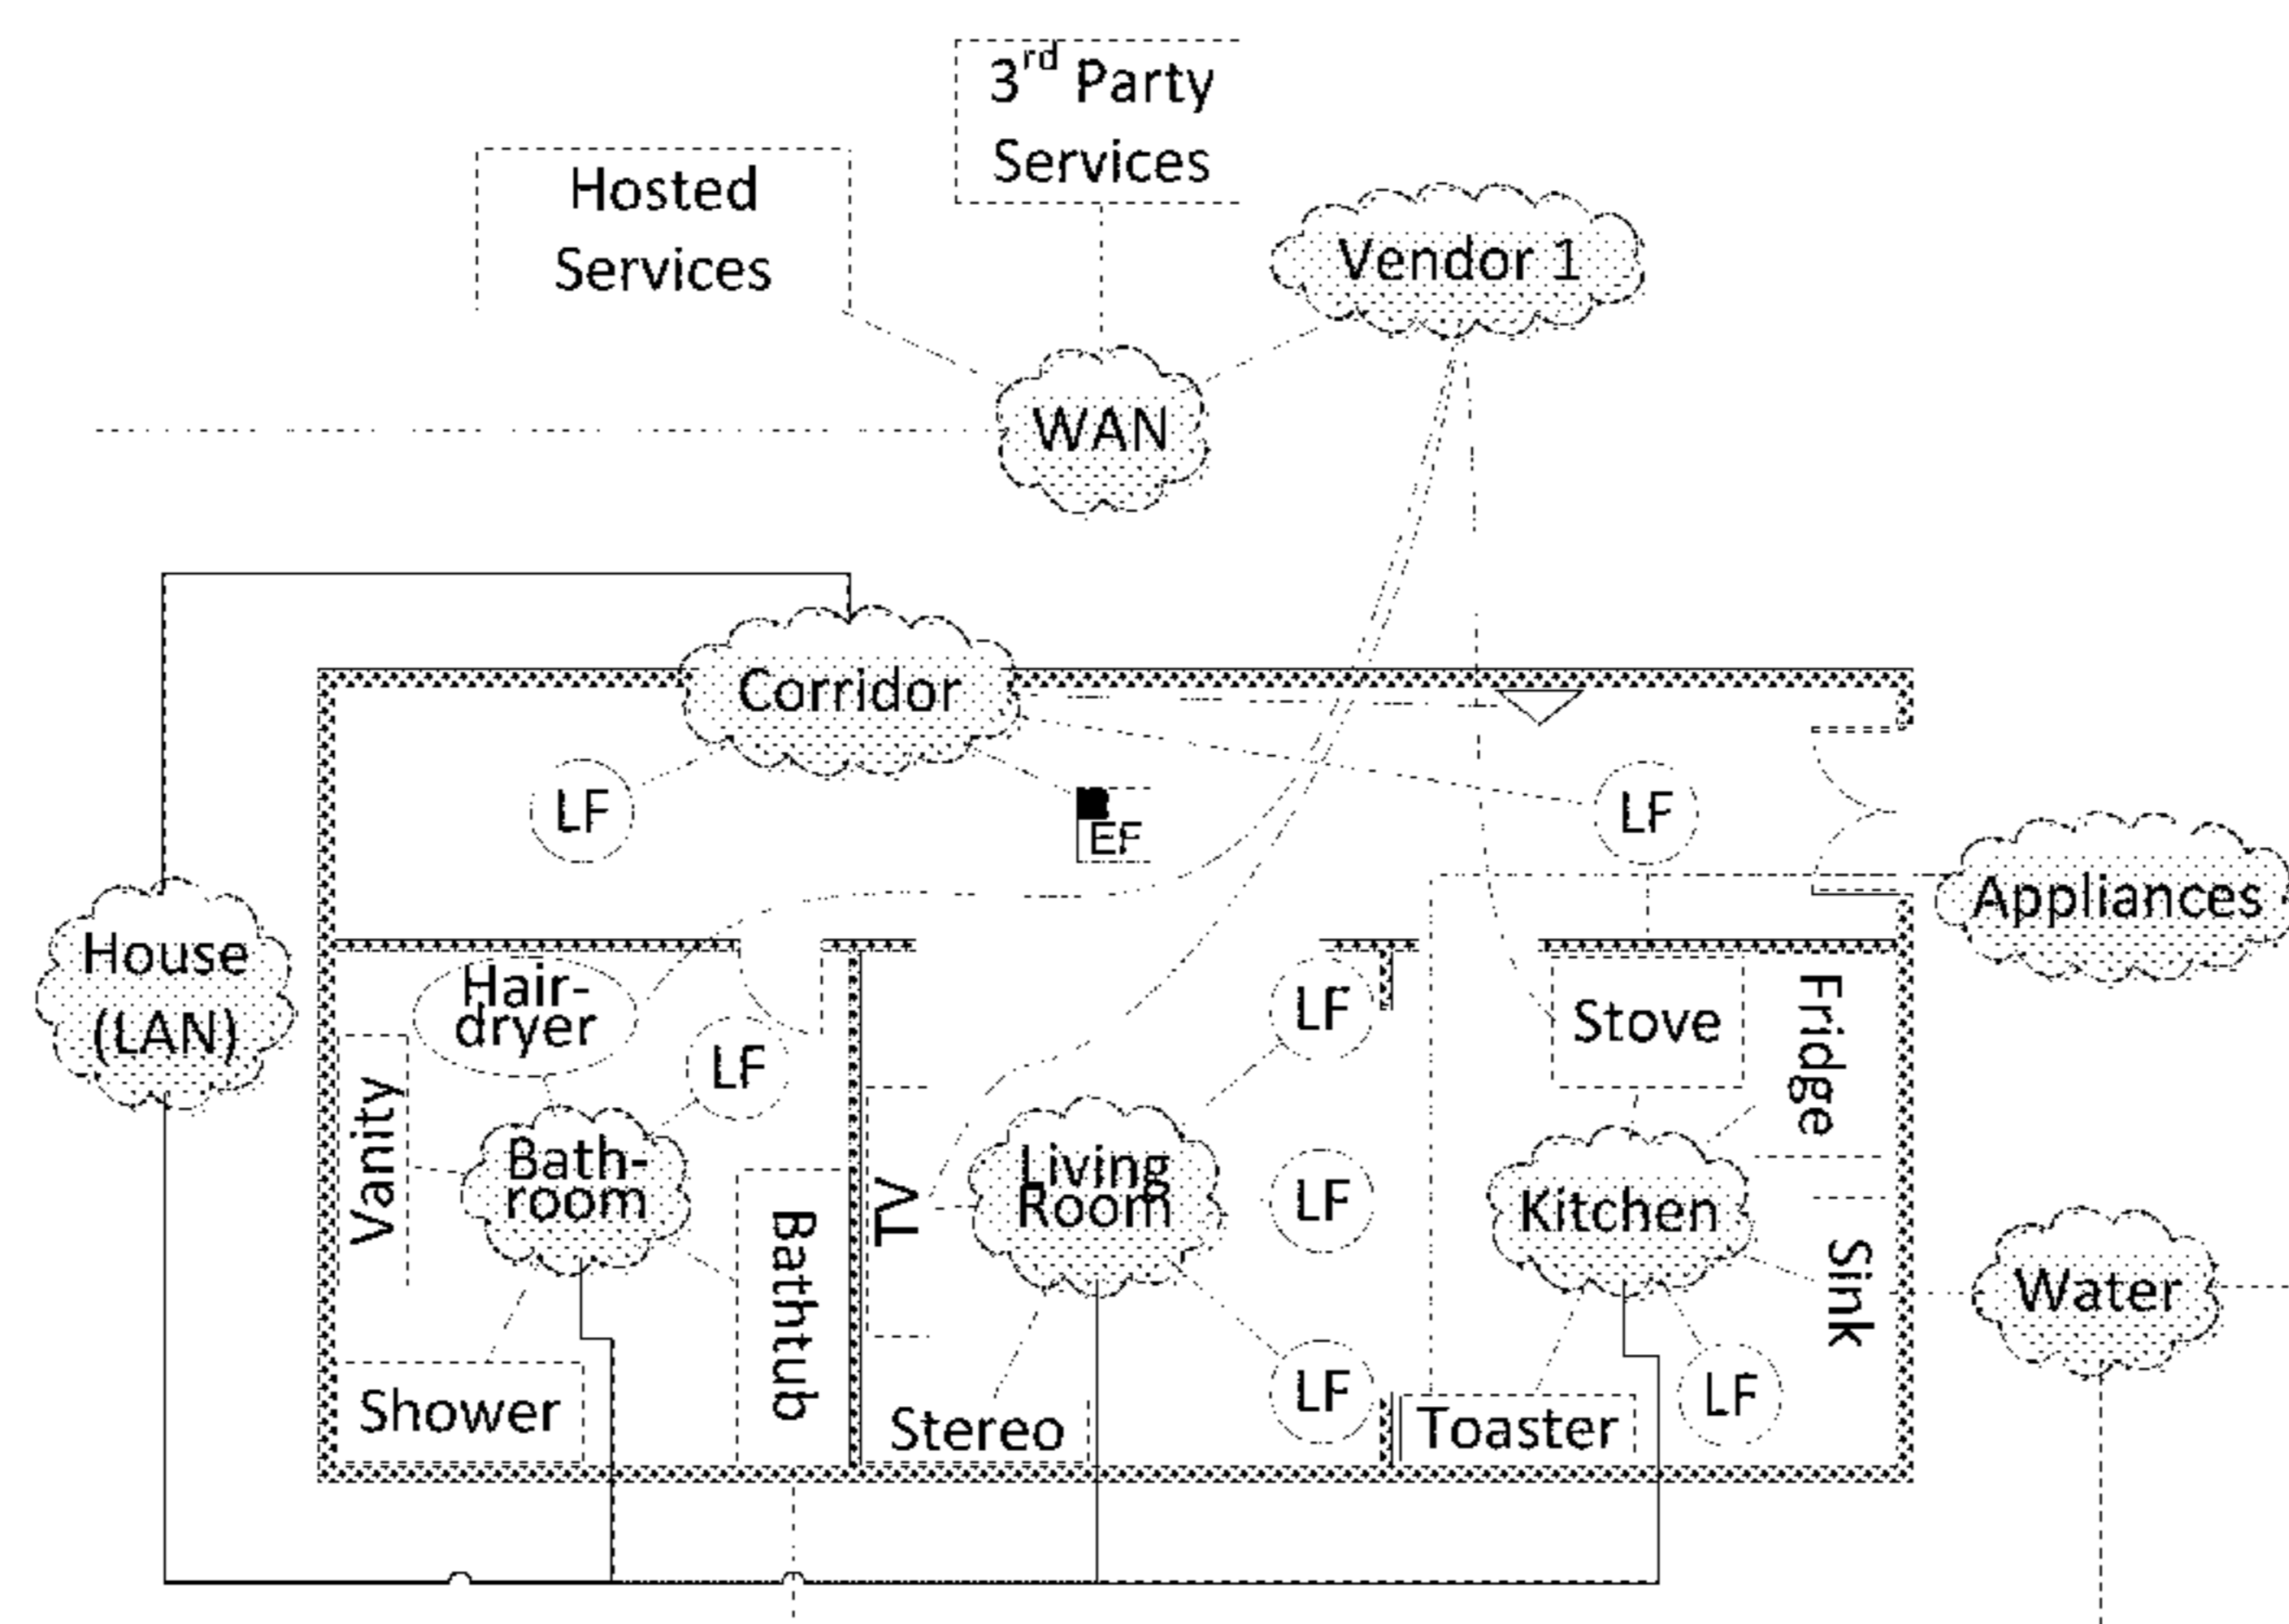 3rd Party
Services
Hosted
Services
Vendor 1
WAN
Corridor
LF
EF
LF
Appliances
House
(LAN)
Hair-
dryer
LF
LF
Stove
Fridge
Vanity
Bath-
room
Bathtub
TV
Living
Room
LF
Kitchen
Sink
Water
Shower
Stereo
LF
Toaster
LF